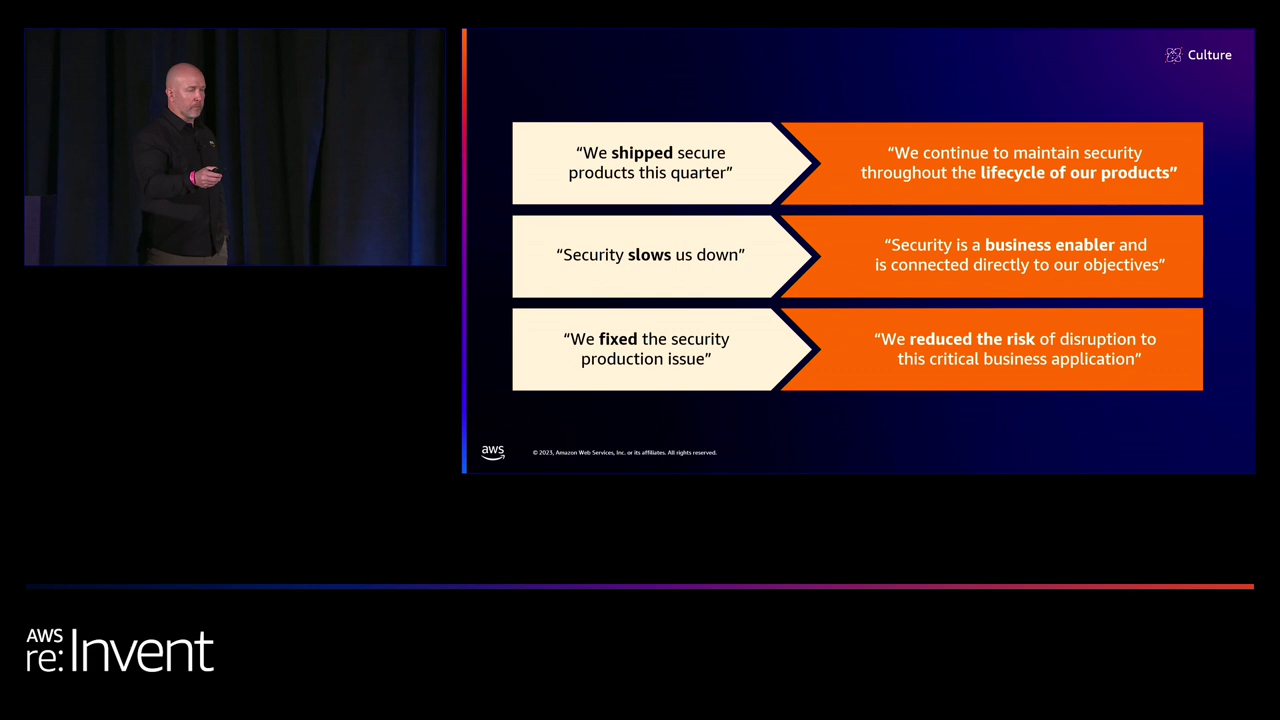 Culture
“We shipped secure
products this quarter”
“We continue to maintain security
throughout the lifecycle of our products”
“Security slows us down”
“Security is a business enabler and
is connected directly to our objectives”
“We fixed the security
production issue”
“We reduced the risk of disruption to
this critical business application”
aws
© 2023, Amazon Web Services, Inc. or its affiliates. All rights reserved.
AWS
re:Invent